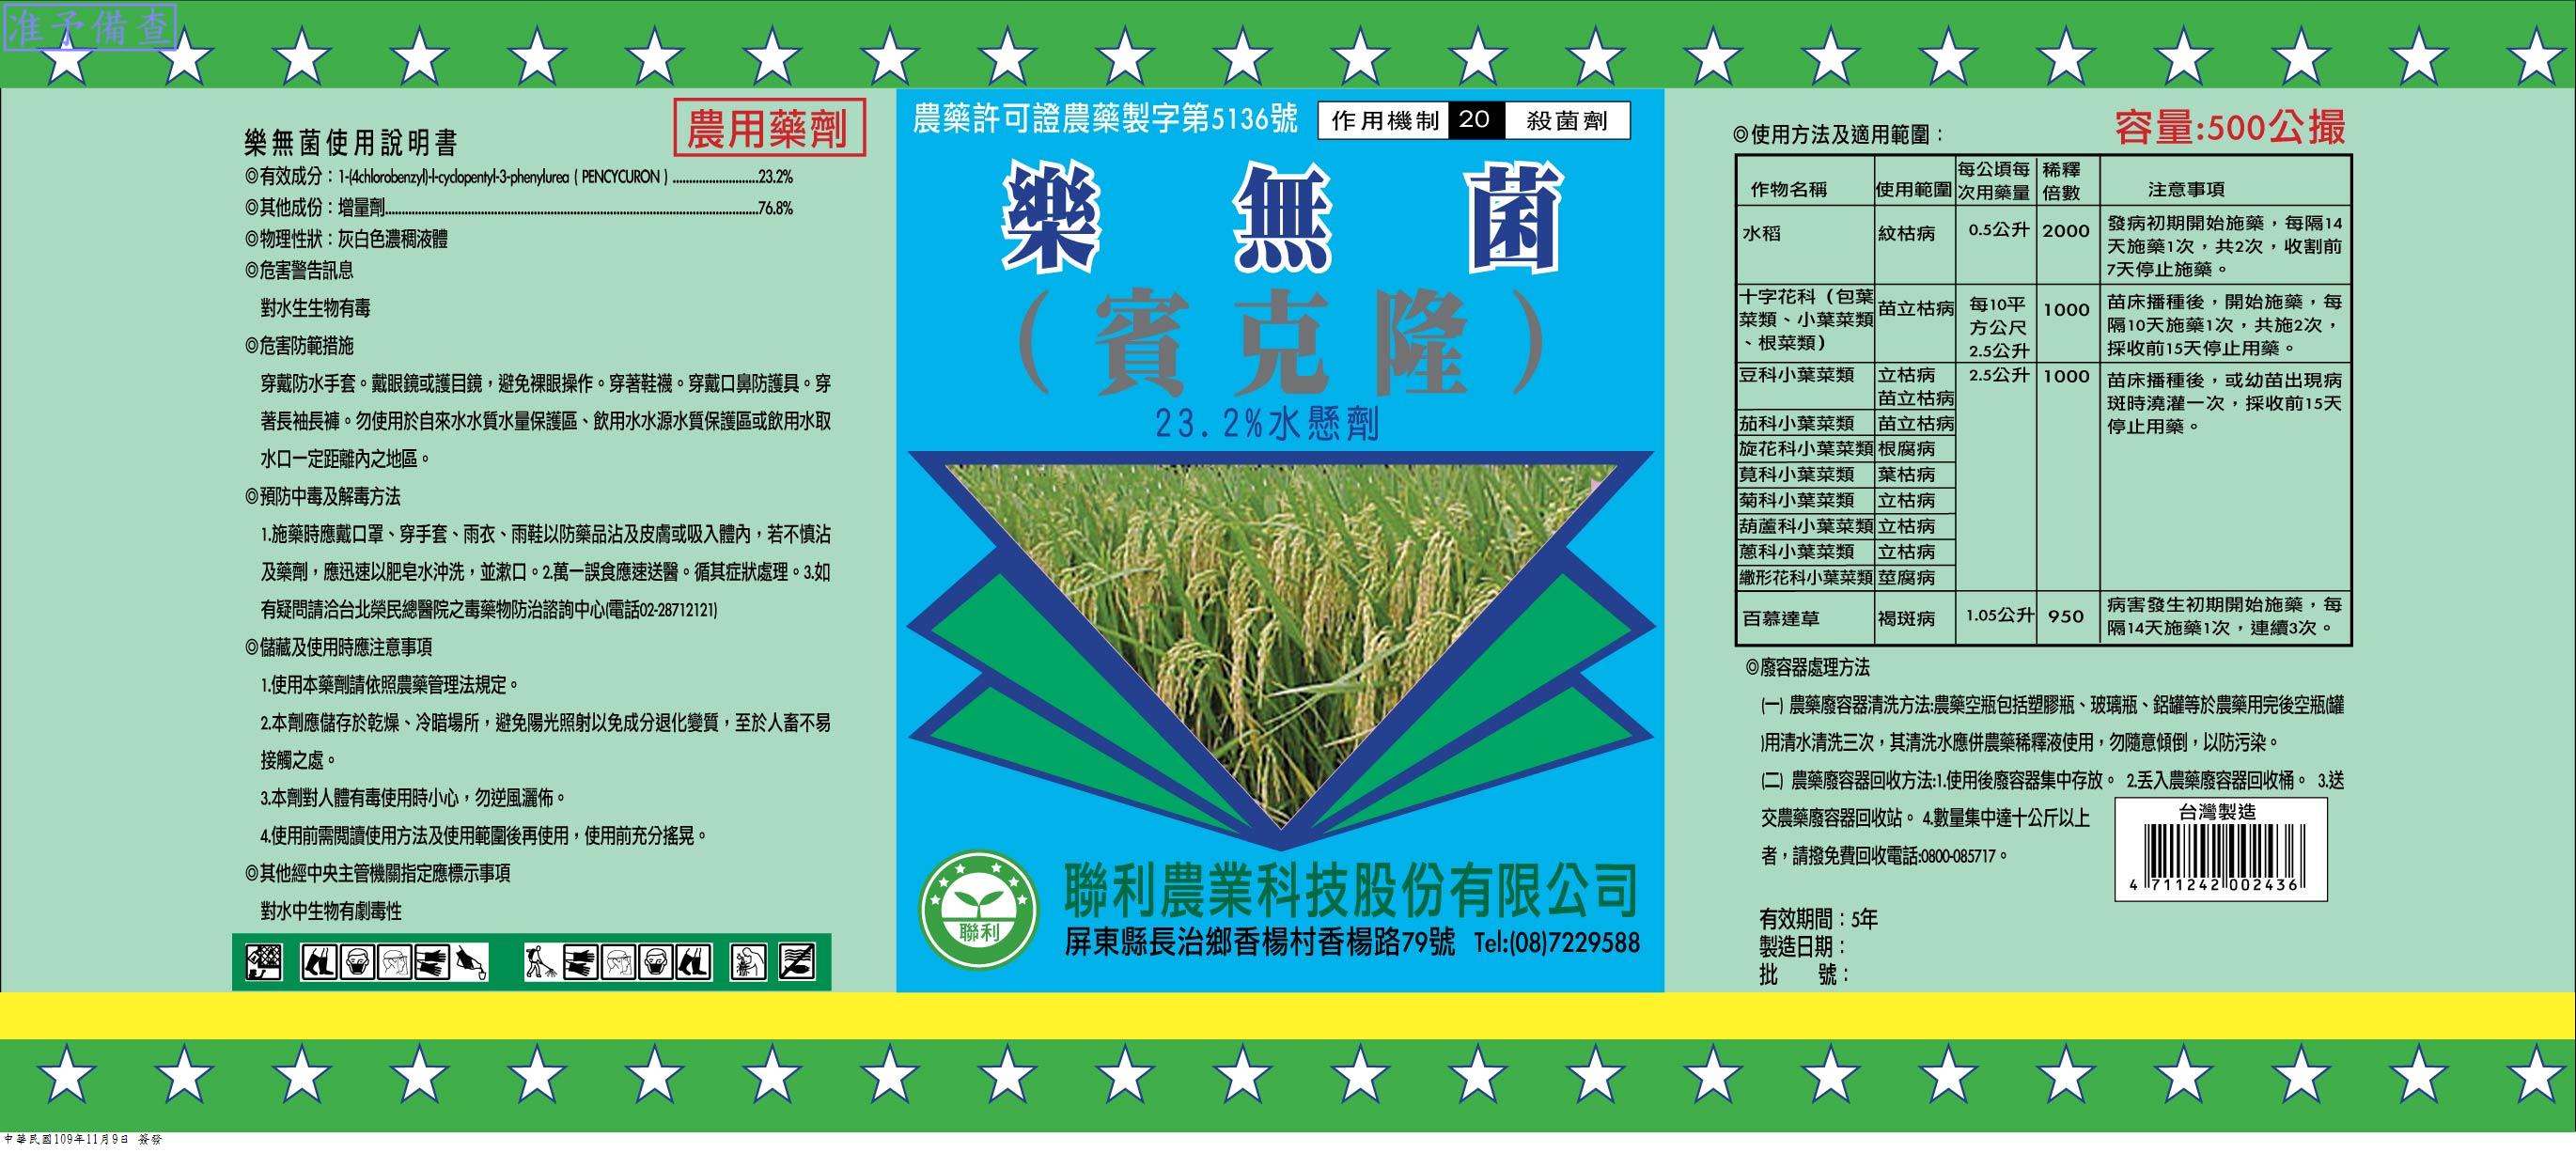 准予備查
樂無菌使用說明書
農用藥劑
◎有效成分：1-(4chlorobenzyl)-l-cyclopentyl-3-phenylurea ( PENCYCURON ) ..........................23.2%
◎其他成份：增量劑..................................................................................................................76.8%
◎物理性狀：灰白色濃稠液體
◎危害警告訊息
對水生生物有毒
◎危害防範措施
穿戴防水手套。戴眼鏡或護目鏡，避免裸眼操作。穿著鞋襪。穿戴口鼻防護具。穿
著長袖長褲。勿使用於自來水水質水量保護區、飲用水水源水質保護區或飲用水取
水口一定距離內之地區。
◎預防中毒及解毒方法
1.施藥時應戴口罩、穿手套、雨衣、雨鞋以防藥品沾及皮膚或吸入體內，若不慎沾
及藥劑，應迅速以肥皂水沖洗，並漱口。2.萬一誤食應速送醫。循其症狀處理。3.如
有疑問請洽台北榮民總醫院之毒藥物防治諮詢中心(電話02-28712121)
◎儲藏及使用時應注意事項
1.使用本藥劑請依照農藥管理法規定。
2.本劑應儲存於乾燥、冷暗場所，避免陽光照射以免成分退化變質，至於人畜不易
接觸之處。
3.本劑對人體有毒使用時小心，勿逆風灑佈。
4.使用前需閱讀使用方法及使用範圍後再使用，使用前充分搖晃。
◎其他經中央主管機關指定應標示事項
對水中生物有劇毒性
農藥許可證農藥製字第5136號
作用機制 20 殺菌劑
樂無菌
(賓克隆)
23.2%水懸劑
聯利
聯利農業科技股份有限公司
屏東縣長治鄉香楊村香楊路79號 Tel:(08)7229588
◎使用方法及適用範圍：
容量:500公撮
作物名稱 使用範圍 每公頃每次用藥量 稀釋倍數 注意事項
水稻 紋枯病 0.5公升 2000 發病初期開始施藥，每隔14
天施藥1次，共2次，收割前
7天停止施藥。
十字花科（包葉菜類、小葉菜類、根菜類） 苗立枯病 每10平方公尺2.5公升 1000 苗床播種後，開始施藥，每
隔10天施藥1次，共施2次，
採收前15天停止用藥。
豆科小葉菜類 立枯病 苗立枯病 2.5公升 1000 苗床播種後，或幼苗出現病
斑時澆灌一次，採收前15天
停止用藥。
茄科小葉菜類 苗立枯病
旋花科小葉菜類 根腐病
莧科小葉菜類 葉枯病
菊科小葉菜類 立枯病
葫蘆科小葉菜類 立枯病
蔥科小葉菜類 立枯病
繖形花科小葉菜類 莖腐病
百慕達草 褐斑病 1.05公升 950 病害發生初期開始施藥，每
隔14天施藥1次，連續3次。
◎廢容器處理方法
(一) 農藥廢容器清洗方法:農藥空瓶包括塑膠瓶、玻璃瓶、鋁罐等於農藥用完後空瓶(罐
)用清水清洗三次，其清洗水應併農藥稀釋液使用，勿隨意傾倒，以防污染。
(二) 農藥廢容器回收方法:1.使用後廢容器集中存放。 2.丟入農藥廢容器回收桶。 3.送
交農藥廢容器回收站。 4.數量集中達十公斤以上
者，請撥免費回收電話:0800-085717。
台灣製造
4 711242 002436
有效期間：5年
製造日期：
批　　號：
中華民國109年11月9日 簽發